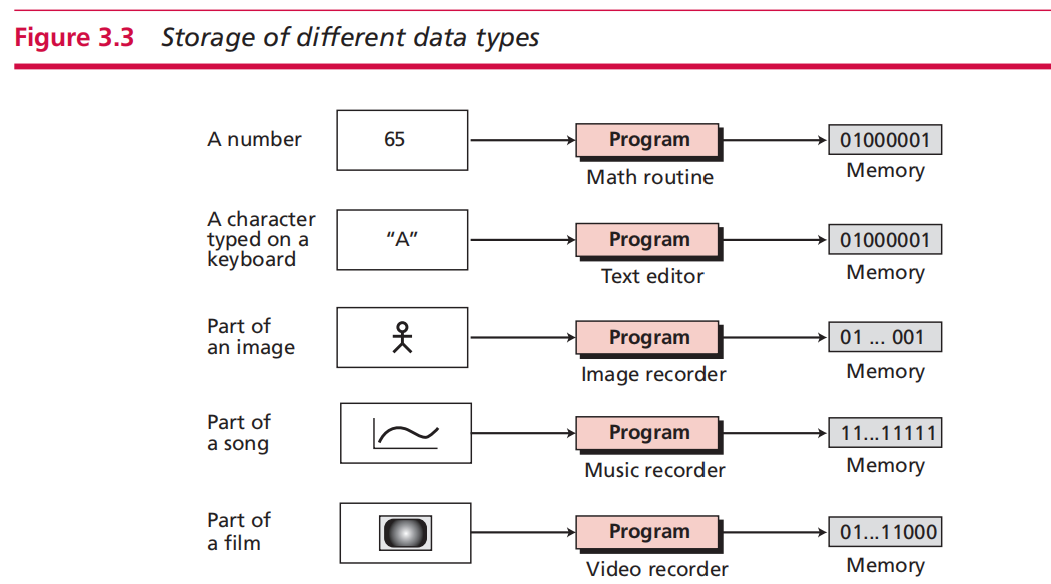 Figure 3.3 Storage of different data types
A number
65
Program
Math routine
01000001
Memory
A character
typed on a
keyboard
“A”
Program
Text editor
01000001
Memory
Part of
an image
Program
Image recorder
01 ... 001
Memory
Part of
a song
Program
Music recorder
11...11111
Memory
Part of
a film
Program
Video recorder
01...11000
Memory